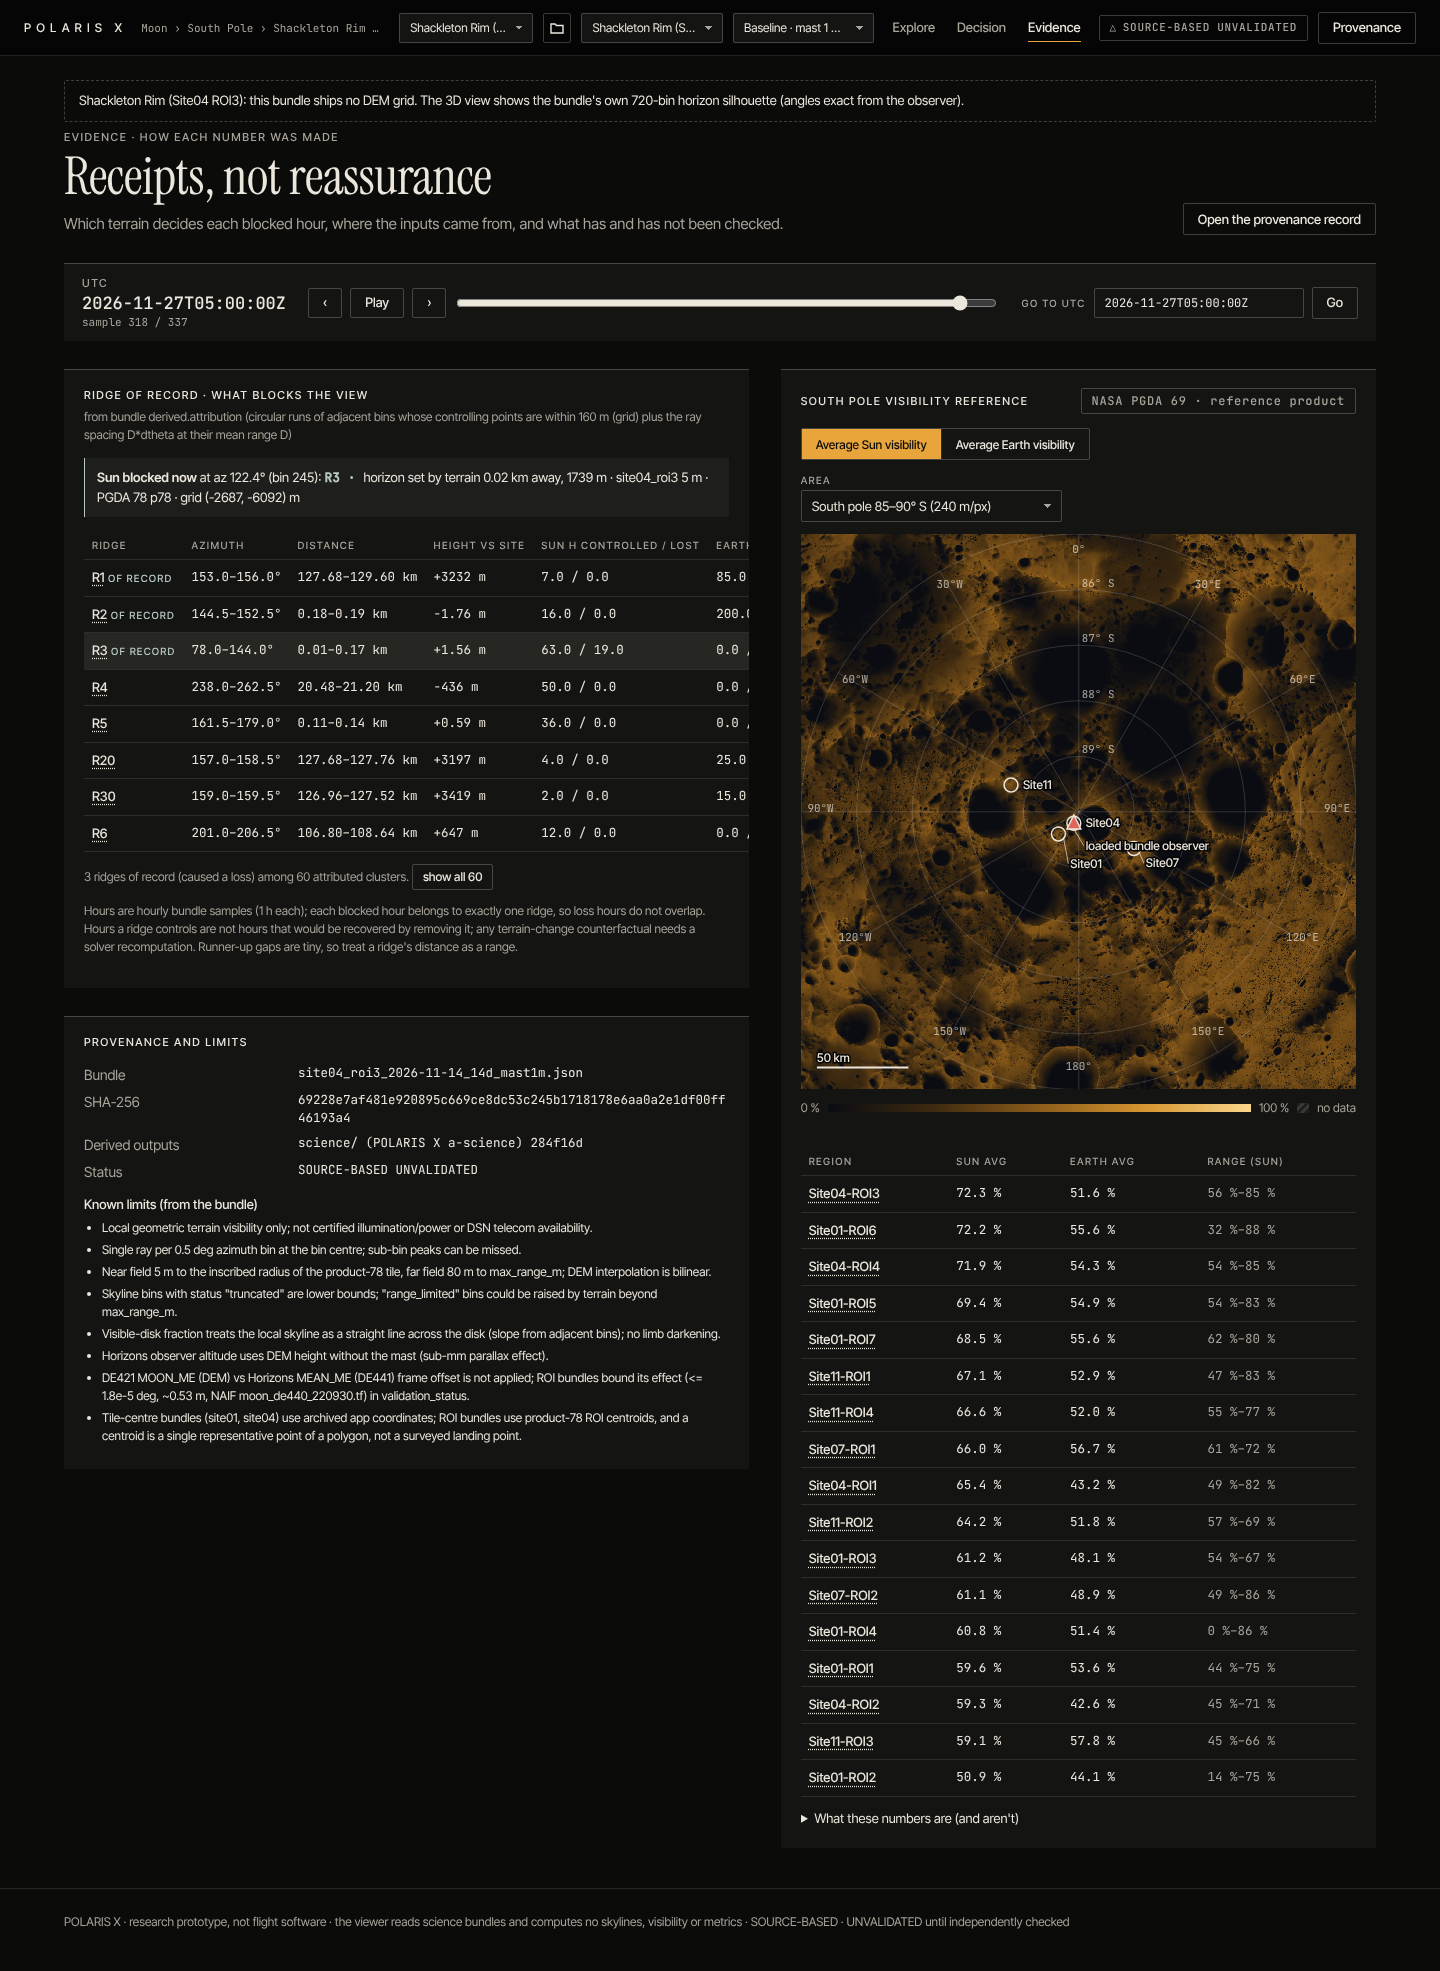 POLARIS X
Moon › South Pole › Shackleton Rim …
Shackleton Rim (...
Shackleton Rim (S...
Baseline · mast 1 ...
Explore
Decision
Evidence
△ SOURCE-BASED UNVALIDATED
Provenance
Shackleton Rim (Site04 ROI3): this bundle ships no DEM grid. The 3D view shows the bundle's own 720-bin horizon silhouette (angles exact from the observer).
EVIDENCE · HOW EACH NUMBER WAS MADE
Receipts, not reassurance
Which terrain decides each blocked hour, where the inputs came from, and what has and has not been checked.
Open the provenance record
UTC
2026-11-27T05:00:00Z
sample 318 / 337
‹
Play
›
GO TO UTC
2026-11-27T05:00:00Z
Go
RIDGE OF RECORD · WHAT BLOCKS THE VIEW
from bundle derived.attribution (circular runs of adjacent bins whose controlling points are within 160 m (grid) plus the ray
spacing D*dtheta at their mean range D)
Sun blocked now at az 122.4° (bin 245): R3 · horizon set by terrain 0.02 km away, 1739 m · site04_roi3 5 m ·
PGDA 78 p78 · grid (-2687, -6092) m
RIDGE AZIMUTH DISTANCE HEIGHT VS SITE SUN H CONTROLLED / LOST EARTH
R1 OF RECORD 153.0–156.0° 127.68–129.60 km +3232 m 7.0 / 0.0 85.0
R2 OF RECORD 144.5–152.5° 0.18–0.19 km -1.76 m 16.0 / 0.0 200.0
R3 OF RECORD 78.0–144.0° 0.01–0.17 km +1.56 m 63.0 / 19.0 0.0 /
R4 238.0–262.5° 20.48–21.20 km -436 m 50.0 / 0.0 0.0 /
R5 161.5–179.0° 0.11–0.14 km +0.59 m 36.0 / 0.0 0.0 /
R20 157.0–158.5° 127.68–127.76 km +3197 m 4.0 / 0.0 25.0
R30 159.0–159.5° 126.96–127.52 km +3419 m 2.0 / 0.0 15.0
R6 201.0–206.5° 106.80–108.64 km +647 m 12.0 / 0.0 0.0 /
3 ridges of record (caused a loss) among 60 attributed clusters. show all 60
Hours are hourly bundle samples (1 h each); each blocked hour belongs to exactly one ridge, so loss hours do not overlap.
Hours a ridge controls are not hours that would be recovered by removing it; any terrain-change counterfactual needs a
solver recomputation. Runner-up gaps are tiny, so treat a ridge's distance as a range.
PROVENANCE AND LIMITS
Bundle site04_roi3_2026-11-14_14d_mast1m.json
SHA-256 69228e7af481e920895c669ce8dc53c245b1718178e6aa0a2e1df00ff
46193a4
Derived outputs science/ (POLARIS X a-science) 284f16d
Status SOURCE-BASED UNVALIDATED
Known limits (from the bundle)
• Local geometric terrain visibility only; not certified illumination/power or DSN telecom availability.
• Single ray per 0.5 deg azimuth bin at the bin centre; sub-bin peaks can be missed.
• Near field 5 m to the inscribed radius of the product-78 tile, far field 80 m to max_range_m; DEM interpolation is bilinear.
• Skyline bins with status "truncated" are lower bounds; "range_limited" bins could be raised by terrain beyond
max_range_m.
• Visible-disk fraction treats the local skyline as a straight line across the disk (slope from adjacent bins); no limb darkening.
• Horizons observer altitude uses DEM height without the mast (sub-mm parallax effect).
• DE421 MOON_ME (DEM) vs Horizons MEAN_ME (DE441) frame offset is not applied; ROI bundles bound its effect (<=
1.8e-5 deg, ~0.53 m, NAIF moon_de440_220930.tf) in validation_status.
• Tile-centre bundles (site01, site04) use archived app coordinates; ROI bundles use product-78 ROI centroids, and a
centroid is a single representative point of a polygon, not a surveyed landing point.
SOUTH POLE VISIBILITY REFERENCE
NASA PGDA 69 · reference product
Average Sun visibility
Average Earth visibility
AREA
South pole 85–90° S (240 m/px)
0°
30°W
86° S
30°E
87° S
60°W
60°E
88° S
89° S
Site11
90°W
90°E
Site04
loaded bundle observer
Site01
Site07
120°W
120°E
150°W
150°E
50 km
180°
0 %
100 %
no data
REGION SUN AVG EARTH AVG RANGE (SUN)
Site04-ROI3 72.3 % 51.6 % 56 %–85 %
Site01-ROI6 72.2 % 55.6 % 32 %–88 %
Site04-ROI4 71.9 % 54.3 % 54 %–85 %
Site01-ROI5 69.4 % 54.9 % 54 %–83 %
Site01-ROI7 68.5 % 55.6 % 62 %–80 %
Site11-ROI1 67.1 % 52.9 % 47 %–83 %
Site11-ROI4 66.6 % 52.0 % 55 %–77 %
Site07-ROI1 66.0 % 56.7 % 61 %–72 %
Site04-ROI1 65.4 % 43.2 % 49 %–82 %
Site11-ROI2 64.2 % 51.8 % 57 %–69 %
Site01-ROI3 61.2 % 48.1 % 54 %–67 %
Site07-ROI2 61.1 % 48.9 % 49 %–86 %
Site01-ROI4 60.8 % 51.4 % 0 %–86 %
Site01-ROI1 59.6 % 53.6 % 44 %–75 %
Site04-ROI2 59.3 % 42.6 % 45 %–71 %
Site11-ROI3 59.1 % 57.8 % 45 %–66 %
Site01-ROI2 50.9 % 44.1 % 14 %–75 %
▶ What these numbers are (and aren't)
POLARIS X · research prototype, not flight software · the viewer reads science bundles and computes no skylines, visibility or metrics · SOURCE-BASED · UNVALIDATED until independently checked